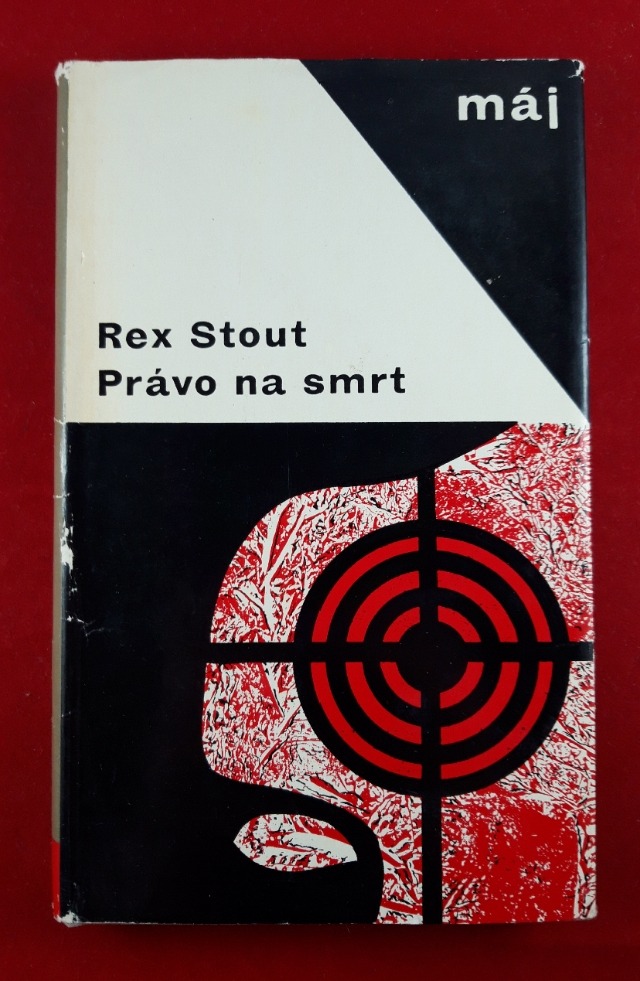 máj
Rex Stout
Právo na smrt